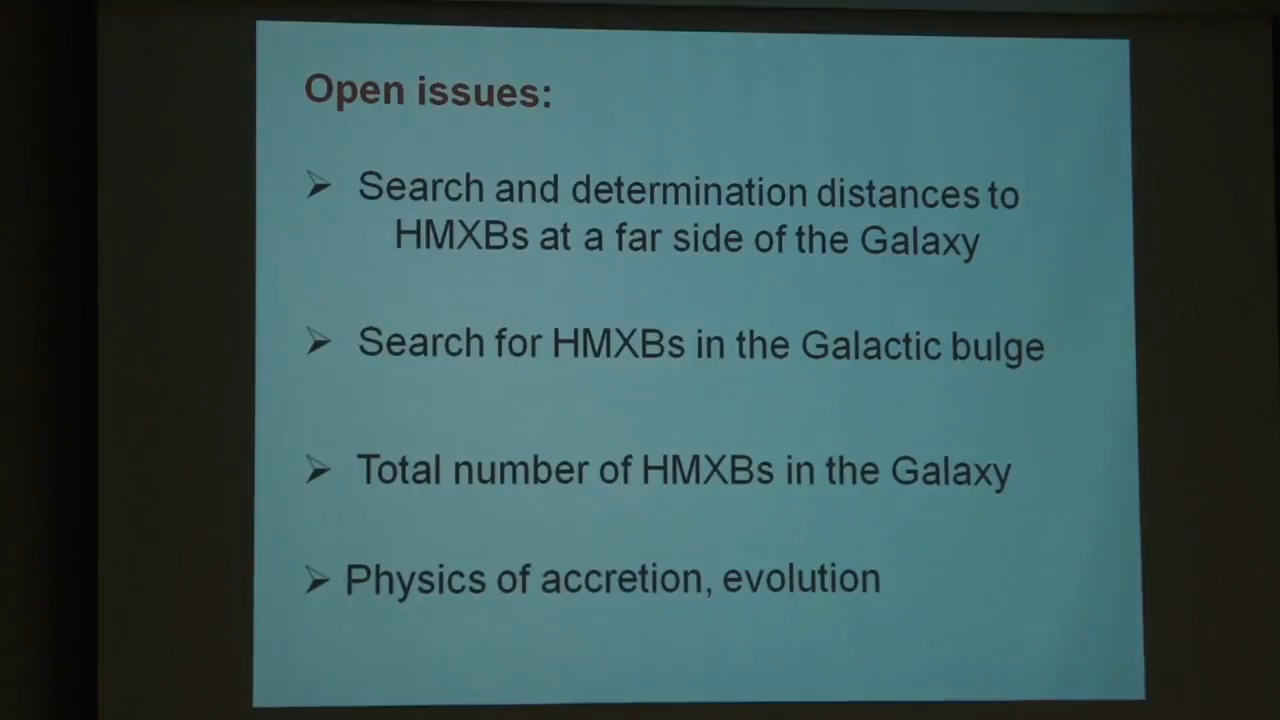 Open issues:
➢ Search and determination distances to
HMXBs at a far side of the Galaxy
➢ Search for HMXBs in the Galactic bulge
➢ Total number of HMXBs in the Galaxy
➢ Physics of accretion, evolution